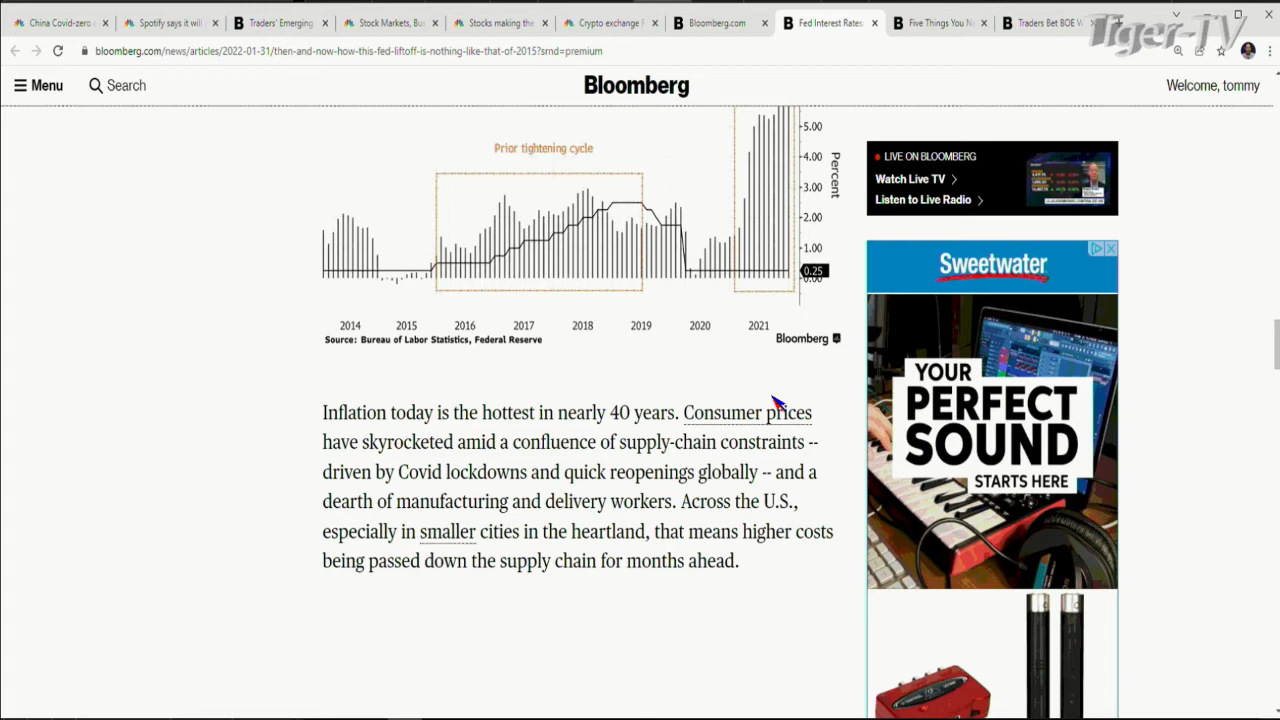 China Covid-zero c
Spotify says it will
Traders' Emerging
Stock Markets, Bu
Stocks making the
Crypto exchange F
Bloomberg.com
Fed Interest Rates
Five Things You N
Traders Bet BOE W
Tiger-TV
bloomberg.com/news/articles/2022-01-31/then-and-now-how-this-fed-liftoff-is-nothing-like-that-of-2015?srnd=premium
Menu
Search
Bloomberg
Welcome, tommy
Prior tightening cycle
5.00
4.00
3.00
2.00
1.00
0.25
0.00
Percent
2014 2015 2016 2017 2018 2019 2020 2021
Source: Bureau of Labor Statistics, Federal Reserve
Bloomberg
Inflation today is the hottest in nearly 40 years. Consumer prices
have skyrocketed amid a confluence of supply-chain constraints --
driven by Covid lockdowns and quick reopenings globally -- and a
dearth of manufacturing and delivery workers. Across the U.S.,
especially in smaller cities in the heartland, that means higher costs
being passed down the supply chain for months ahead.
LIVE ON BLOOMBERG
Watch Live TV
Listen to Live Radio
Sweetwater
YOUR
PERFECT
SOUND
STARTS HERE